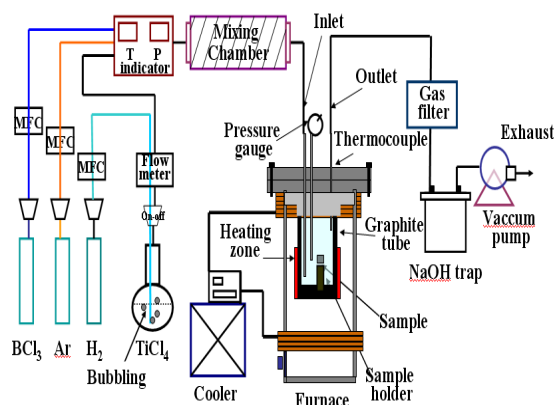 Inlet
T P
indicator
Mixing
Chamber
Outlet
Gas
filter
MFC
MFC
MFC
Flow
meter
On-off
Pressure
gauge
Thermocouple
Exhaust
Vaccum
pump
NaOH trap
Heating
zone
Graphite
tube
Sample
BCl3
Ar
H2
TiCl4
Bubbling
Cooler
Furnace
Sample
holder